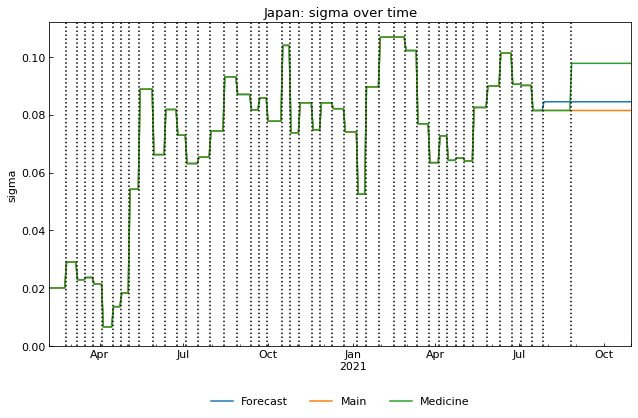 Japan: sigma over time
0.10
0.08
0.06
0.04
0.02
0.00
sigma
Apr Jul Oct Jan Apr Jul Oct
2021
Forecast Main Medicine